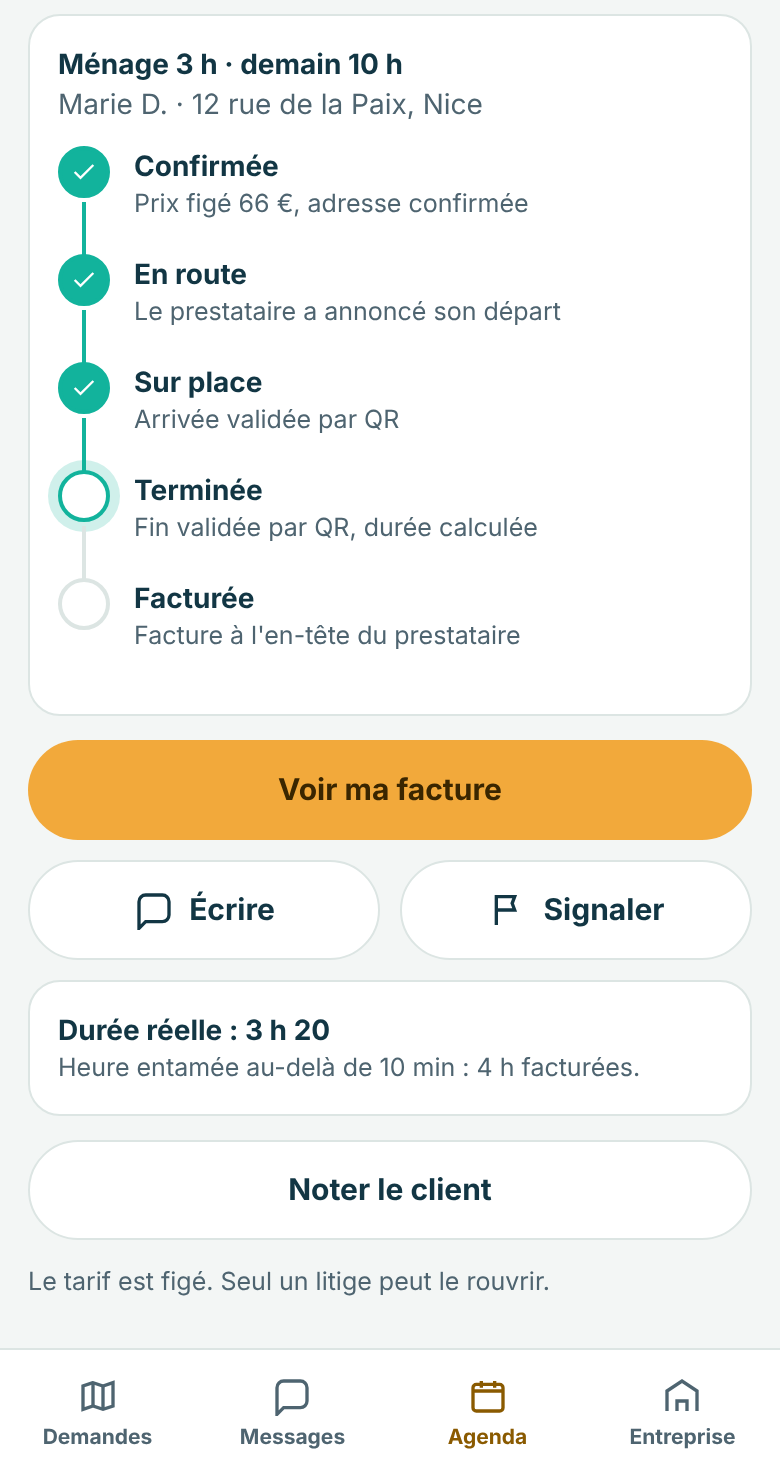 Ménage 3 h · demain 10 h
Marie D. · 12 rue de la Paix, Nice
Confirmée
Prix figé 66 €, adresse confirmée
En route
Le prestataire a annoncé son départ
Sur place
Arrivée validée par QR
Terminée
Fin validée par QR, durée calculée
Facturée
Facture à l'en-tête du prestataire
Voir ma facture
Écrire
Signaler
Durée réelle : 3 h 20
Heure entamée au-delà de 10 min : 4 h facturées.
Noter le client
Le tarif est figé. Seul un litige peut le rouvrir.
Demandes
Messages
Agenda
Entreprise